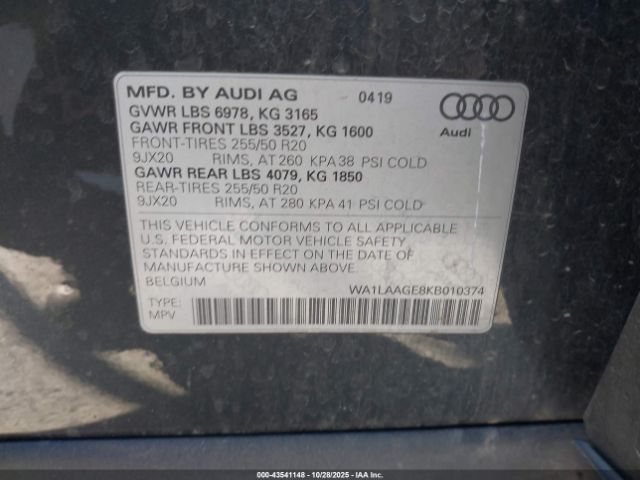 MFD. BY AUDI AG 0419
GVWR LBS 6978, KG 3165
GAWR FRONT LBS 3527, KG 1600
FRONT-TIRES 255/50 R20
9JX20 RIMS, AT 260 KPA 38 PSI COLD
GAWR REAR LBS 4079, KG 1850
REAR-TIRES 255/50 R20
9JX20 RIMS, AT 280 KPA 41 PSI COLD
Audi
THIS VEHICLE CONFORMS TO ALL APPLICABLE
U.S. FEDERAL MOTOR VEHICLE SAFETY
STANDARDS IN EFFECT ON THE DATE OF
MANUFACTURE SHOWN ABOVE.
BELGIUM WA1LAAGE8KB010374
TYPE:
MPV
000-43541148 - 10/28/2025 - www.iaai.com